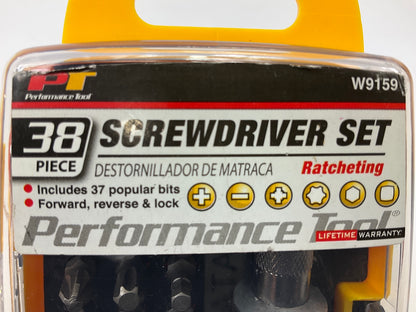 PT
Performance Tool
W9159
38
PIECE
SCREWDRIVER SET
DESTORNILLADOR DE MATRACA
Ratcheting
• Includes 37 popular bits
• Forward, reverse & lock
Performance Tool®
LIFETIME WARRANTY